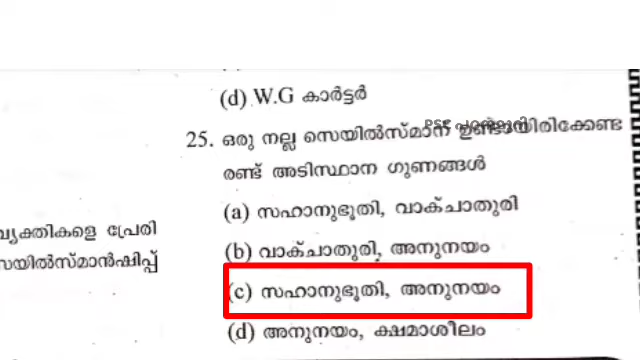 (d) W.G കാർട്ടർ
25. ഒരു നല്ല സെയിൽസ്മാന് ഉണ്ടായിരിക്കേണ്ട
രണ്ട് അടിസ്ഥാന ഗുണങ്ങൾ
(a) സഹാനുഭൂതി, വാക്ചാതുരി
വ്യക്തികളെ പ്രേരി
(b) വാക്ചാതുരി, അനുനയം
സെയിൽസ്മാൻഷിപ്പ്
(c) സഹാനുഭൂതി, അനുനയം
(d) അനുനയം, ക്ഷമാശീലം